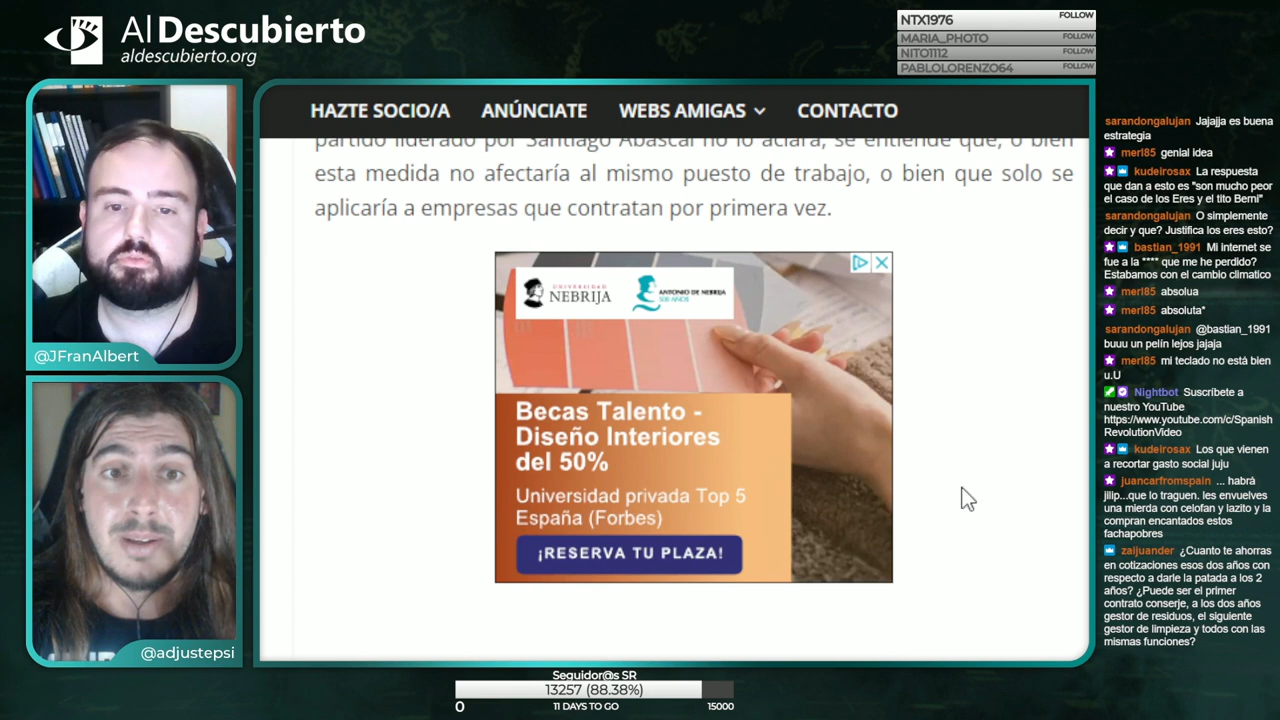 Al Descubierto
aldescubierto.org
NTX1976 FOLLOW
MARIA_PHOTO FOLLOW
NITO1112 FOLLOW
PABLOLORENZO64 FOLLOW
@JFranAlbert
@adjustepsi
HAZTE SOCIO/A ANÚNCIATE WEBS AMIGAS CONTACTO
partido liderado por Santiago Abascal no lo aclara, se entiende que, o bien
esta medida no afectaría al mismo puesto de trabajo, o bien que solo se
aplicaría a empresas que contratan por primera vez.
UNIVERSIDAD
NEBRIJA
ANTONIO DE NEBRIJA
500 AÑOS
Becas Talento -
Diseño Interiores
del 50%
Universidad privada Top 5
España (Forbes)
¡RESERVA TU PLAZA!
sarandongalujan Jajajja es buena
estrategia
merl85 genial idea
kudeirosax La respuesta
que dan a esto es "son mucho peor
el caso de los Eres y el tito Berni"
sarandongalujan O simplemente
decir y que? Justifica los eres esto?
bastian_1991 Mi internet se
fue a la **** que me he perdido?
Estabamos con el cambio climatico
merl85 absolua
merl85 absoluta*
sarandongalujan @bastian_1991
buuu un pelín lejos jajaja
merl85 mi teclado no está bien
u.U
Nightbot Suscríbete a
nuestro YouTube
https://www.youtube.com/c/Spanish
RevolutionVideo
kudeirosax Los que vienen
a recortar gasto social juju
juancarfromspain ... habrá
jilip...que lo traguen. les envuelves
una mierda con celofan y lazito y la
compran encantados estos
fachapobres
zaijuander ¿Cuanto te ahorras
en cotizaciones esos dos años con
respecto a darle la patada a los 2
años? ¿Puede ser el primer
contrato conserje, a los dos años
gestor de residuos, el siguiente
gestor de limpieza y todos con las
mismas funciones?
Seguidor@s SR
13257 (88.38%)
0 11 DAYS TO GO 15000